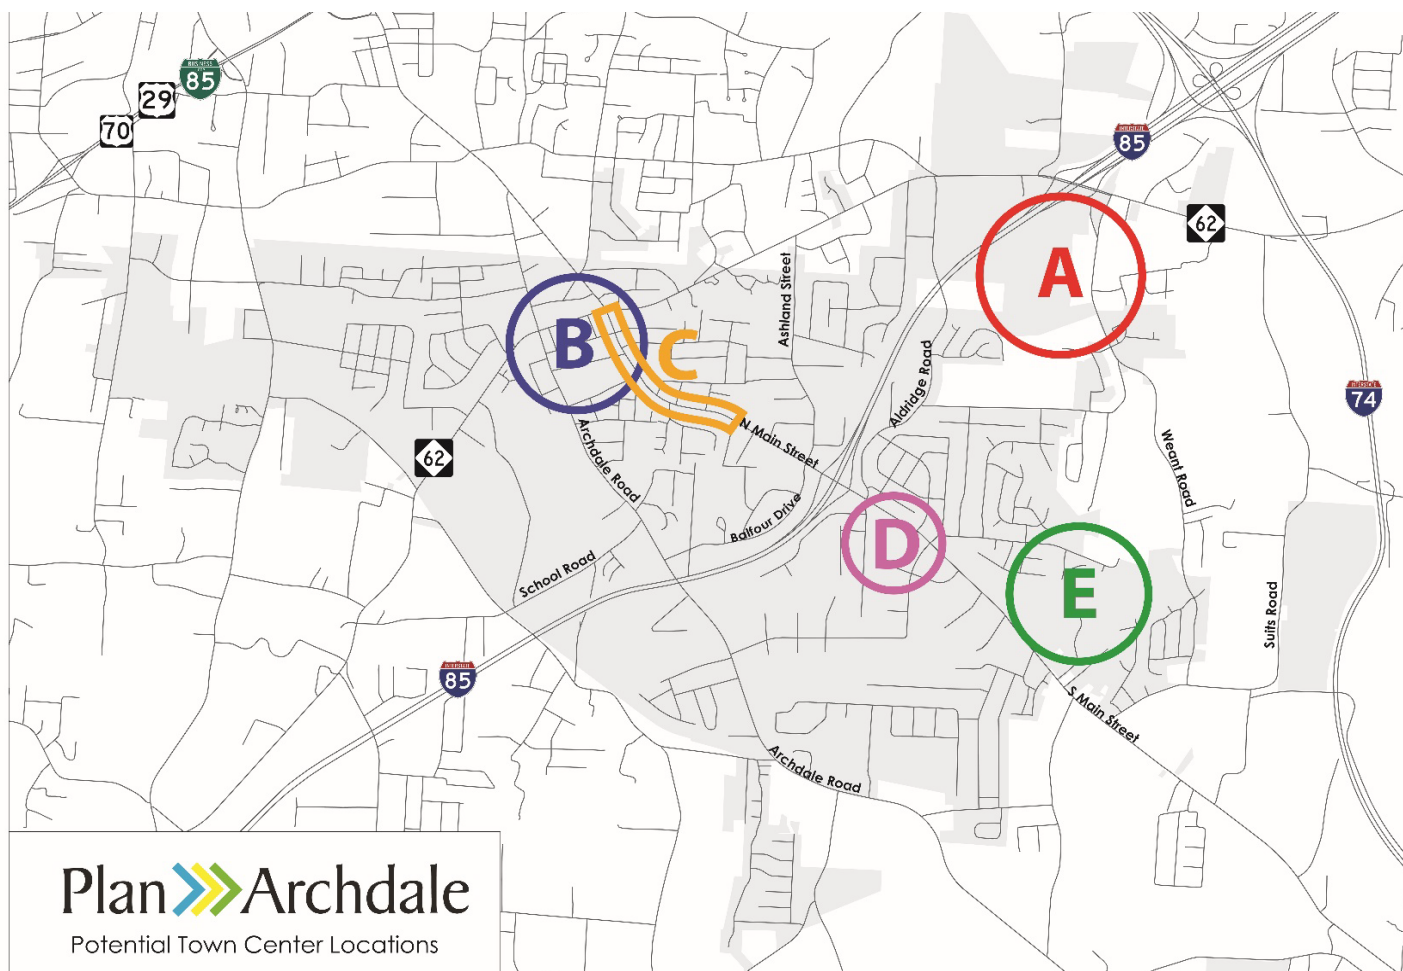 BUSINESS
85
29
70
85
62
A
Ashland Street
B
C
Aldridge Road
74
N Main Street
62
Archdale Road
Weant Road
Balfour Drive
D
School Road
E
Suits Road
85
S Main Street
Archdale Road
Plan Archdale
Potential Town Center Locations